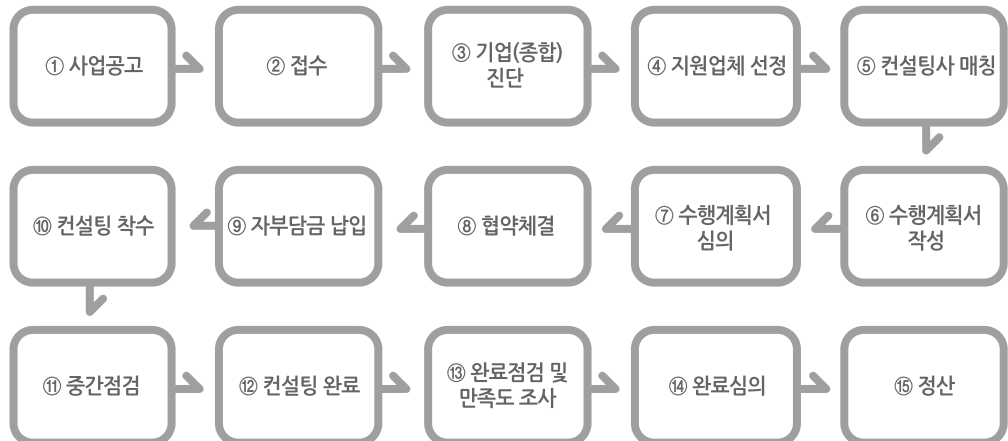 ① 사업공고
② 접수
③ 기업(종합)
진단
④ 지원업체 선정
⑤ 컨설팅사 매칭
⑥ 수행계획서
작성
⑦ 수행계획서
심의
⑧ 협약체결
⑨ 자부담금 납입
⑩ 컨설팅 착수
⑪ 중간점검
⑫ 컨설팅 완료
⑬ 완료점검 및
만족도 조사
⑭ 완료심의
⑮ 정산